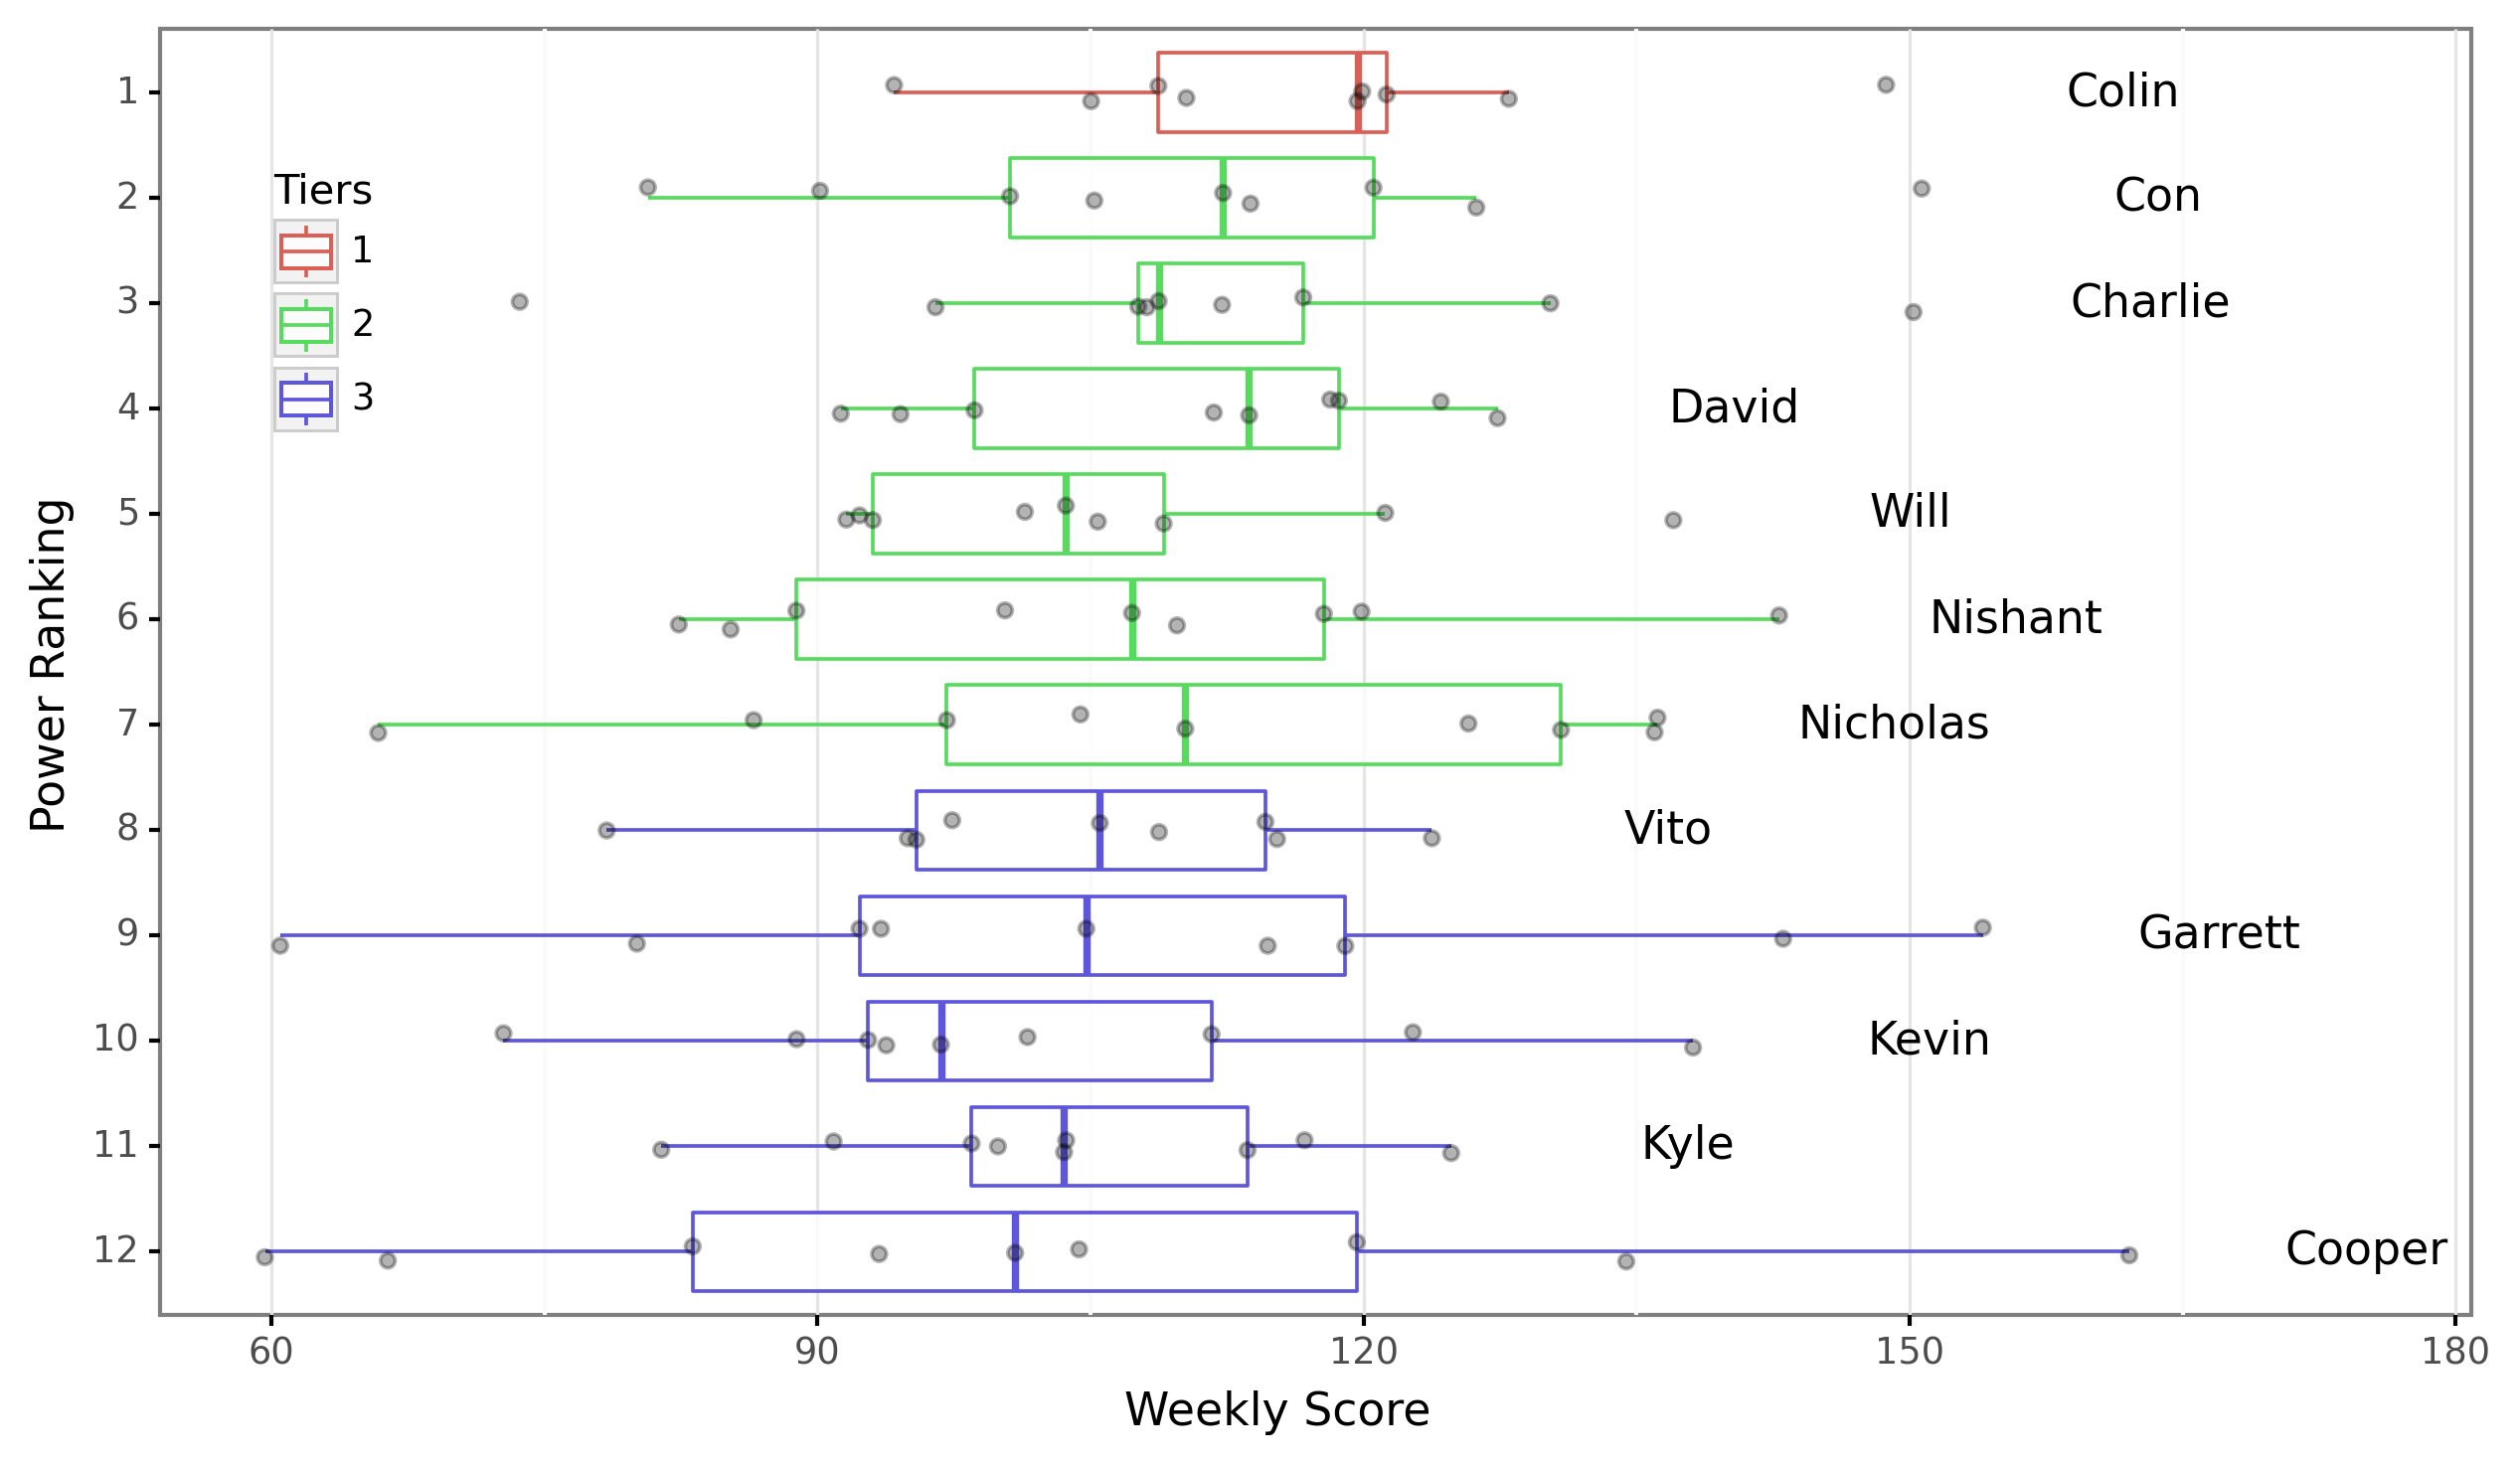 1
Colin
2
Con
Tiers
1
2
3
3
Charlie
4
David
5
Will
6
Nishant
7
Nicholas
8
Vito
9
Garrett
10
Kevin
11
Kyle
12
Cooper
Power Ranking
60
90
120
150
180
Weekly Score